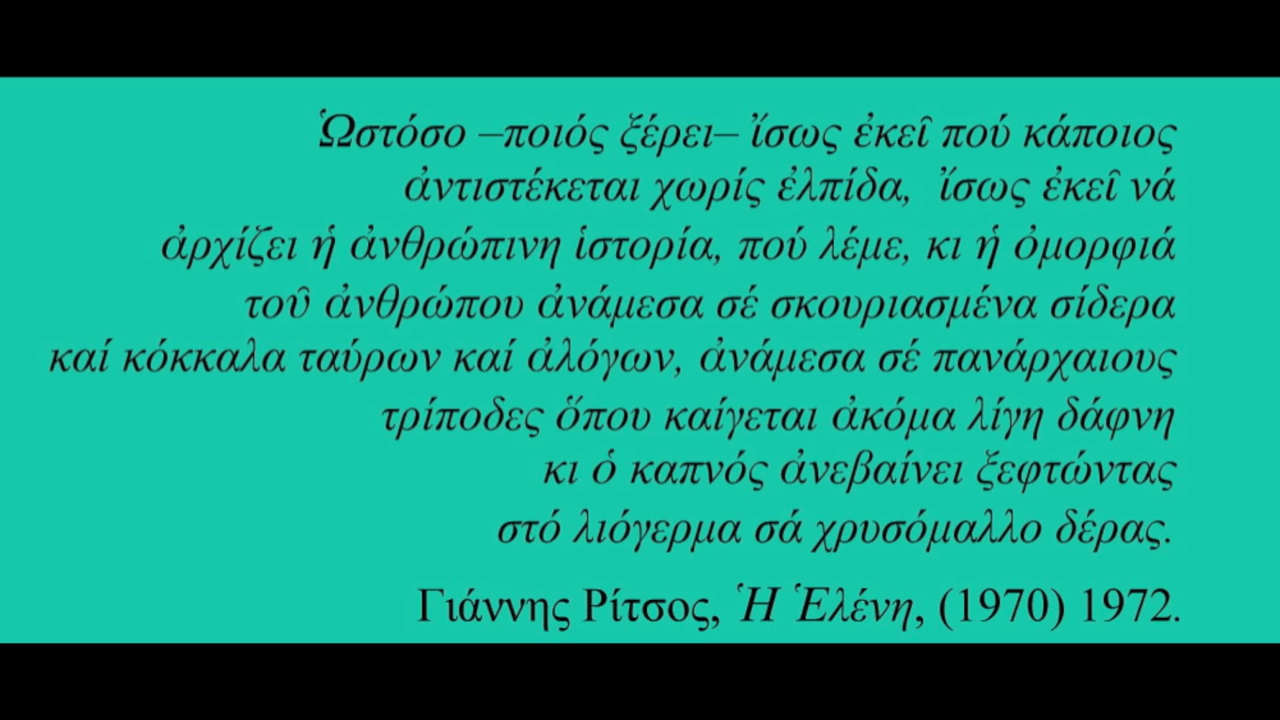 Ὡστόσο –ποιός ξέρει– ἴσως ἐκεῖ πού κάποιος
ἀντιστέκεται χωρίς ἐλπίδα, ἴσως ἐκεῖ νά
ἀρχίζει ἡ ἀνθρώπινη ἱστορία, πού λέμε, κι ἡ ὀμορφιά
τοῦ ἀνθρώπου ἀνάμεσα σέ σκουριασμένα σίδερα
καί κόκκαλα ταύρων καί ἀλόγων, ἀνάμεσα σέ πανάρχαιους
τρίποδες ὅπου καίγεται ἀκόμα λίγη δάφνη
κι ὁ καπνός ἀνεβαίνει ξεφτώντας
στό λιόγερμα σά χρυσόμαλλο δέρας.
Γιάννης Ρίτσος, Ἡ Ἑλένη, (1970) 1972.